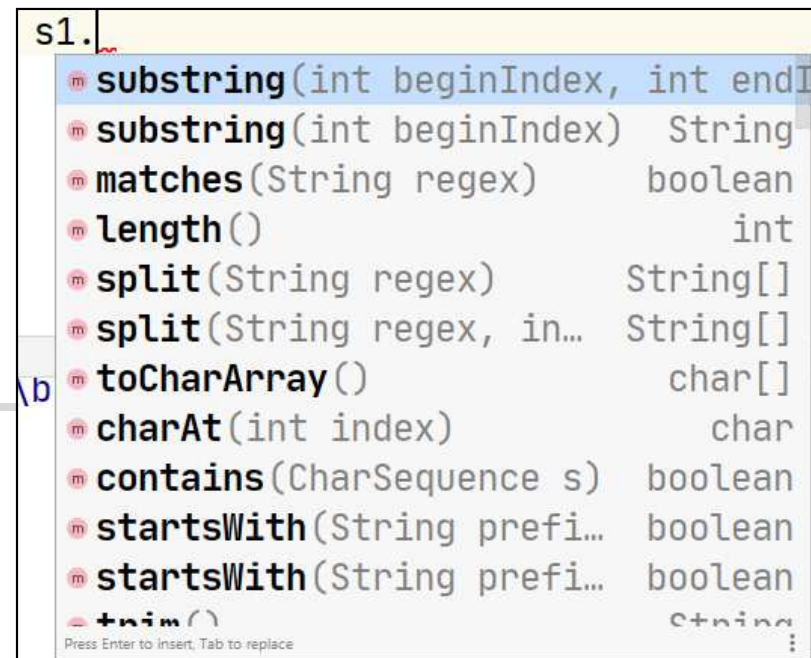 s1.
substring(int beginIndex, int endI
substring(int beginIndex) String
matches(String regex) boolean
length() int
split(String regex) String[]
split(String regex, in… String[]
\b toCharArray() char[]
charAt(int index) char
contains(CharSequence s) boolean
startsWith(String prefi… boolean
startsWith(String prefi… boolean
trim() String
Press Enter to insert, Tab to replace